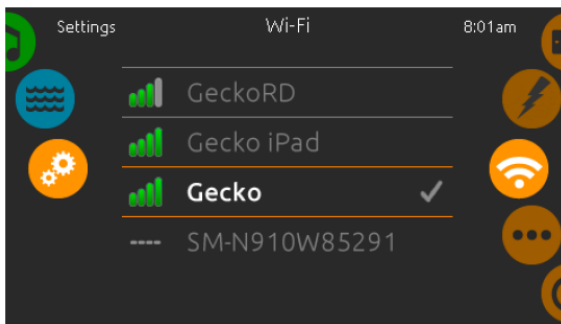 Settings Wi-Fi 8:01am
GeckoRD
Gecko iPad
Gecko
---- SM-N910W85291